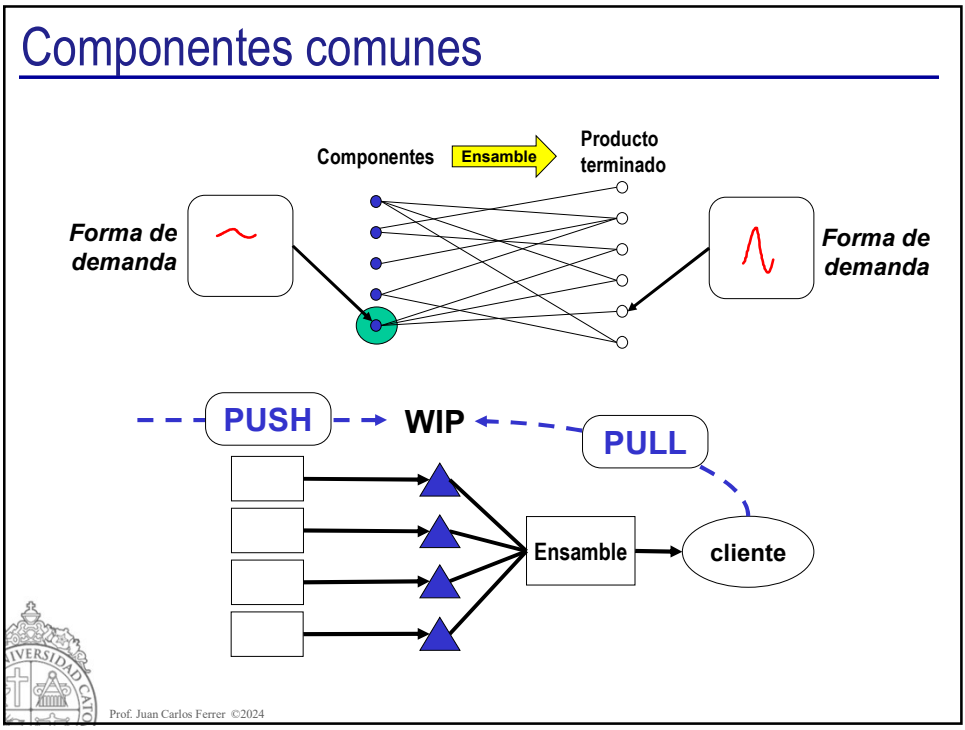 Componentes comunes
Componentes
Ensamble
Producto
terminado
Forma de
demanda
Forma de
demanda
PUSH
WIP
PULL
Ensamble
cliente
Prof. Juan Carlos Ferrer ©2024